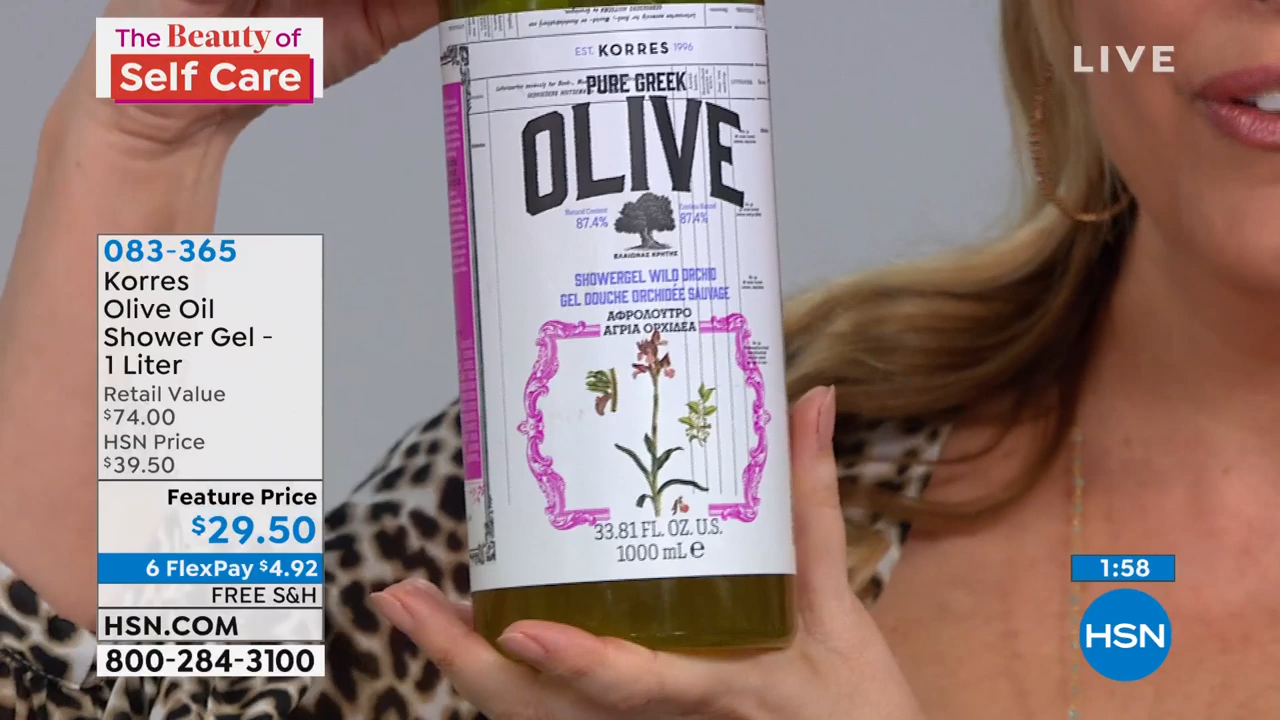 The Beauty of
Self Care
LIVE
083-365
Korres
Olive Oil
Shower Gel -
1 Liter
Retail Value
$74.00
HSN Price
$39.50
Feature Price
$29.50
6 FlexPay $4.92
FREE S&H
HSN.COM
800-284-3100
EST. KORRES 1996
PURE GREEK
OLIVE
87.4%
87.4%
ΕΛΑΙΩΝΑΣ ΚΡΗΤΗΣ
SHOWERGEL WILD ORCHID
GEL DOUCHE ORCHIDÉE SAUVAGE
ΑΦΡΟΛΟΥΤΡΟ
ΑΓΡΙΑ ΟΡΧΙΔΕΑ
33.81 FL. OZ. U.S.
1000 mL e
1:58
HSN